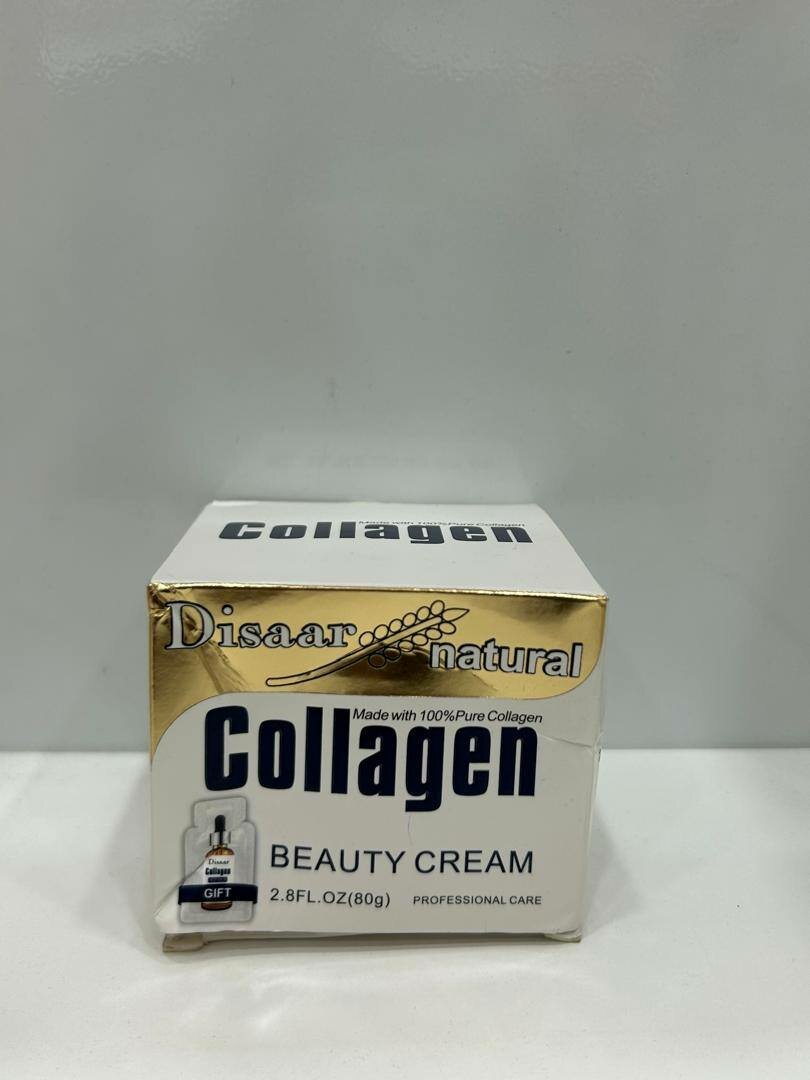 Made with 100%Pure Collagen
Collagen
Disaar
natural
Made with 100%Pure Collagen
Collagen
Disaar
Collagen
GIFT
BEAUTY CREAM
2.8FL.OZ(80g) PROFESSIONAL CARE